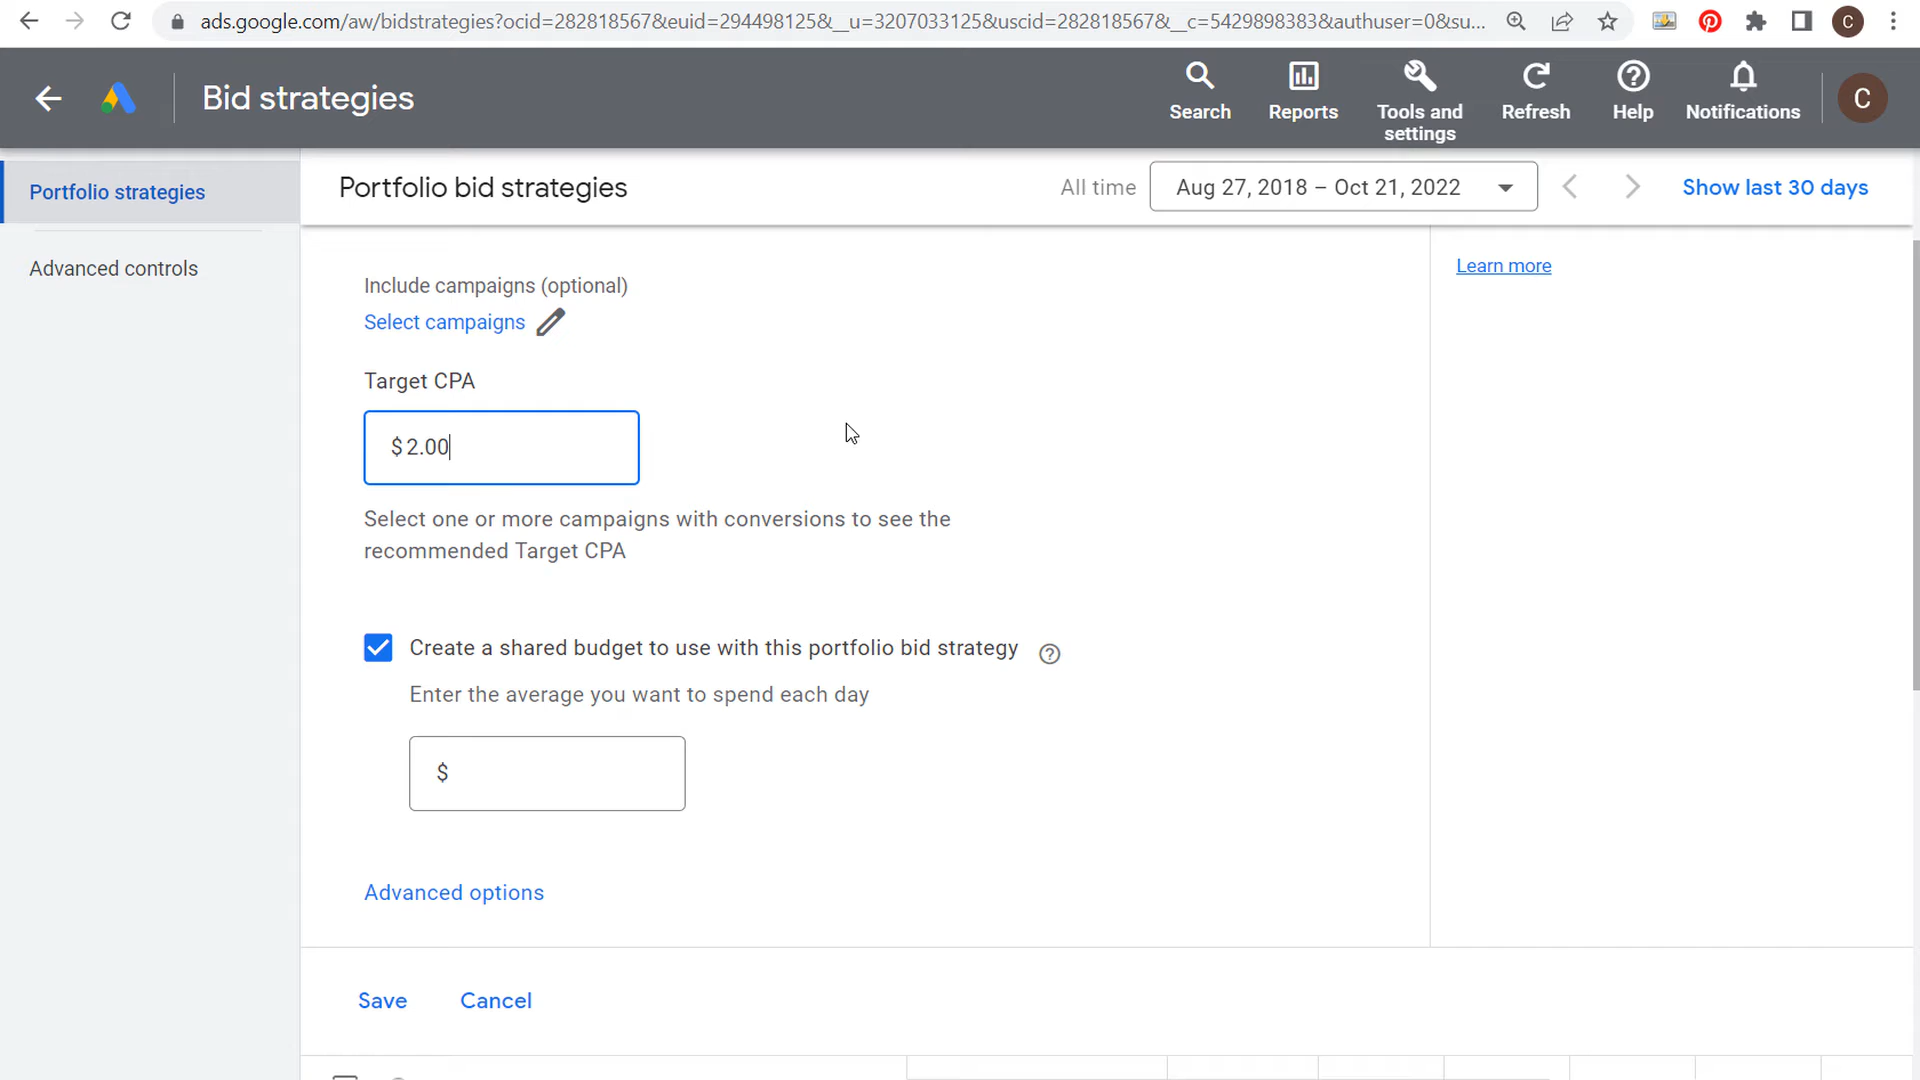 ads.google.com/aw/bidstrategies?ocid=282818567&euid=294498125&__u=3207033125&uscid=282818567&__c=5429898383&authuser=0&su...
C
Bid strategies
Search
Reports
Tools and
settings
Refresh
Help
Notifications
C
Portfolio strategies
Advanced controls
Portfolio bid strategies
All time
Aug 27, 2018 – Oct 21, 2022
Show last 30 days
Learn more
Include campaigns (optional)
Select campaigns
Target CPA
$ 2.00
Select one or more campaigns with conversions to see the
recommended Target CPA
Create a shared budget to use with this portfolio bid strategy
Enter the average you want to spend each day
$
Advanced options
Save
Cancel